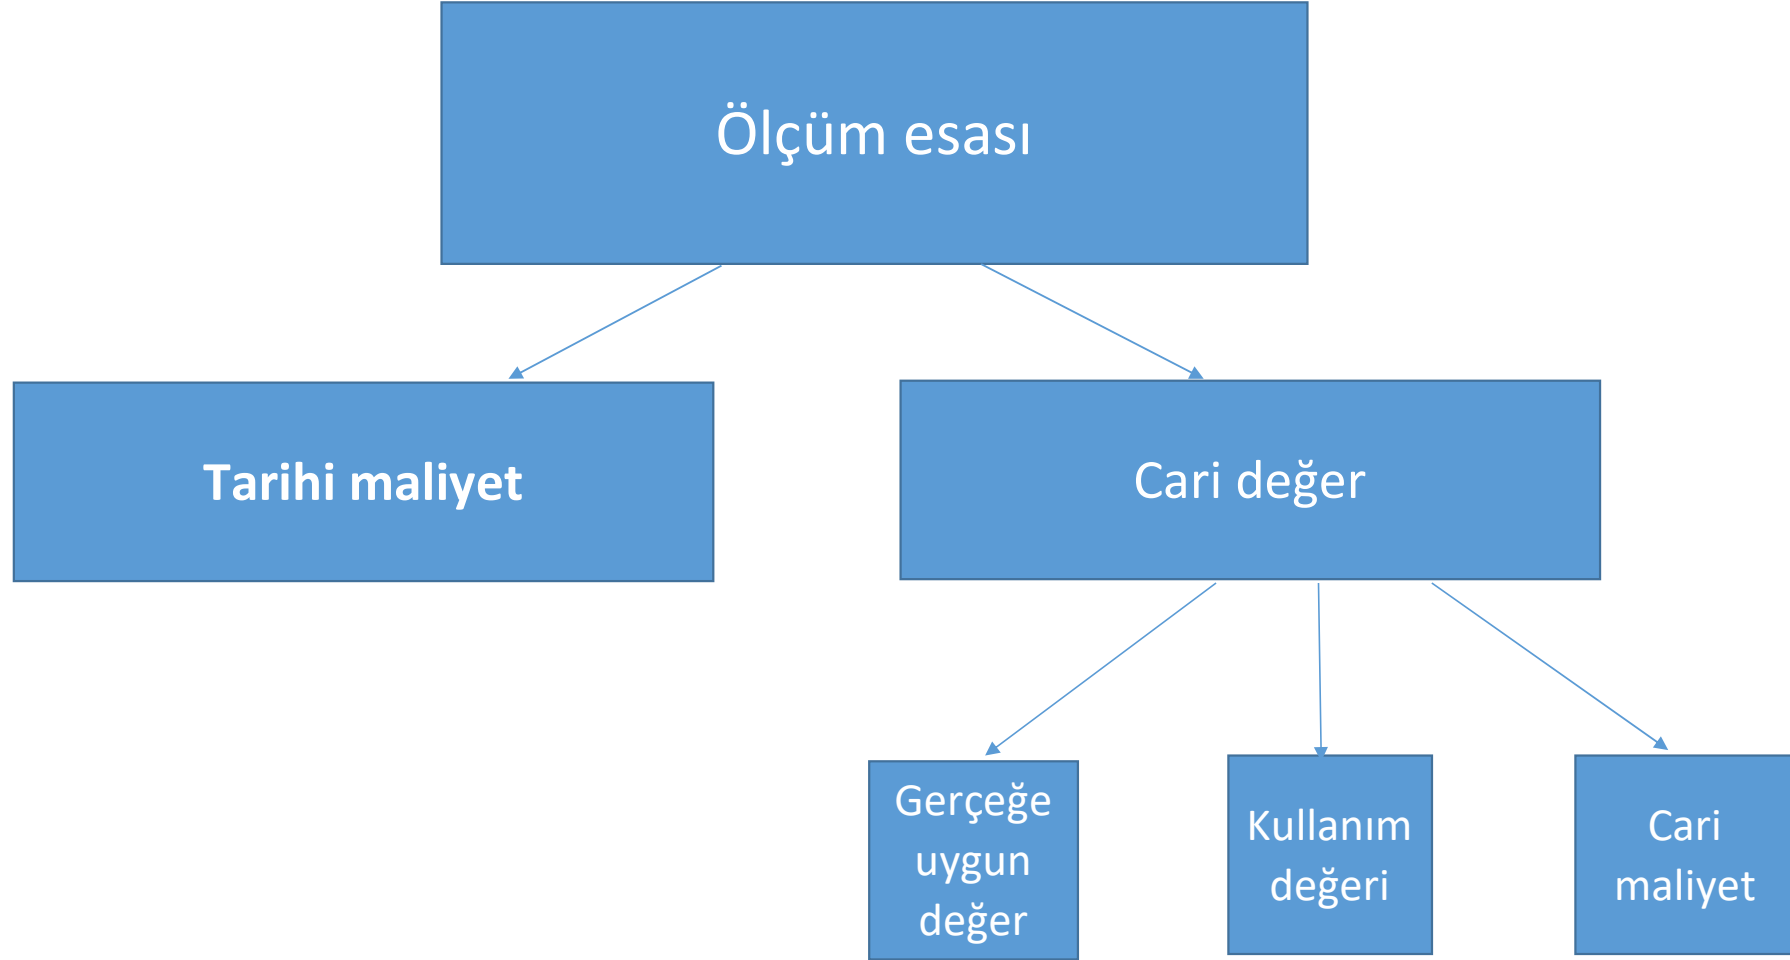 Ölçüm esası
Tarihi maliyet
Cari değer
Gerçeğe
uygun
değer
Kullanım
değeri
Cari
maliyet